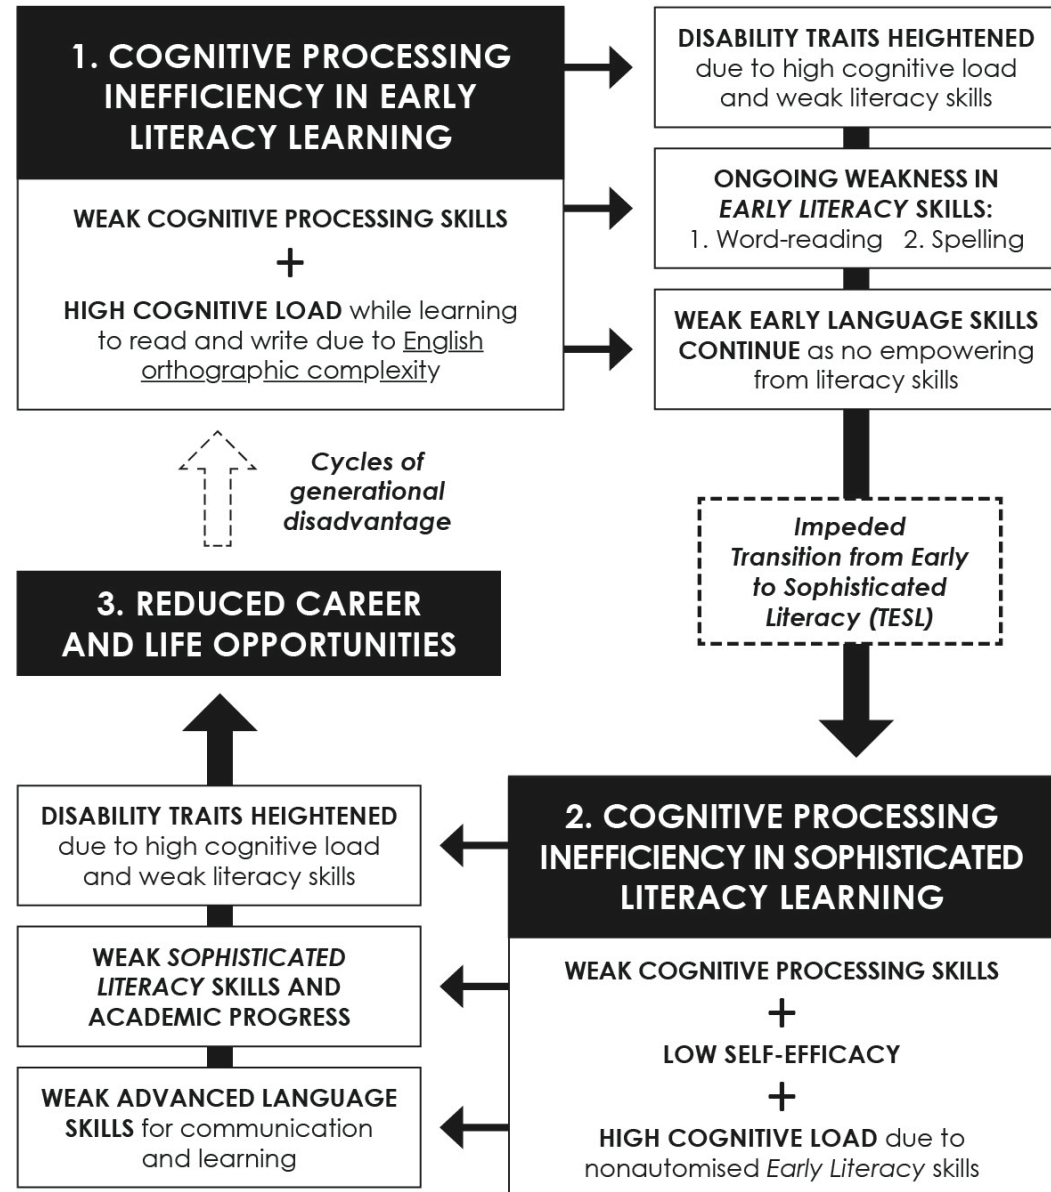 1. COGNITIVE PROCESSING
INEFFICIENCY IN EARLY
LITERACY LEARNING
WEAK COGNITIVE PROCESSING SKILLS
+
HIGH COGNITIVE LOAD while learning
to read and write due to English
orthographic complexity
DISABILITY TRAITS HEIGHTENED
due to high cognitive load
and weak literacy skills
ONGOING WEAKNESS IN
EARLY LITERACY SKILLS:
1. Word-reading 2. Spelling
WEAK EARLY LANGUAGE SKILLS
CONTINUE as no empowering
from literacy skills
Impeded
Transition from Early
to Sophisticated
Literacy (TESL)
2. COGNITIVE PROCESSING
INEFFICIENCY IN SOPHISTICATED
LITERACY LEARNING
WEAK COGNITIVE PROCESSING SKILLS
+
LOW SELF-EFFICACY
+
HIGH COGNITIVE LOAD due to
nonautomised Early Literacy skills
DISABILITY TRAITS HEIGHTENED
due to high cognitive load
and weak literacy skills
WEAK SOPHISTICATED
LITERACY SKILLS AND
ACADEMIC PROGRESS
WEAK ADVANCED LANGUAGE
SKILLS for communication
and learning
3. REDUCED CAREER
AND LIFE OPPORTUNITIES
Cycles of
generational
disadvantage